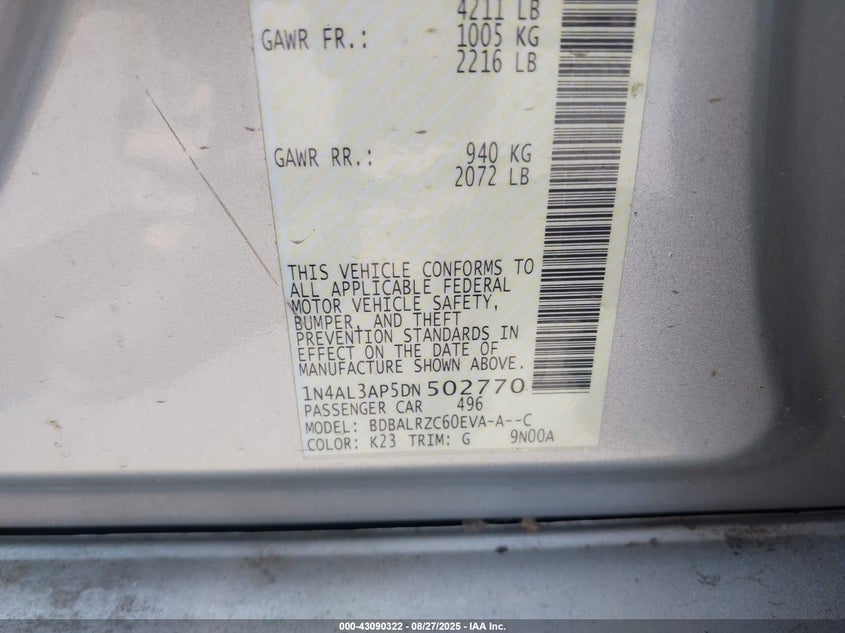 4211 LB
GAWR FR.: 1005 KG
2216 LB
GAWR RR.: 940 KG
2072 LB
THIS VEHICLE CONFORMS TO
ALL APPLICABLE FEDERAL
MOTOR VEHICLE SAFETY,
BUMPER, AND THEFT
PREVENTION STANDARDS IN
EFFECT ON THE DATE OF
MANUFACTURE SHOWN ABOVE.
1N4AL3AP5DN502770
PASSENGER CAR 496
MODEL: BDBALRZC60EVA-A--C
COLOR: K23 TRIM: G 9N00A
000-43090322 - 08/27/2025 - IAA Inc.